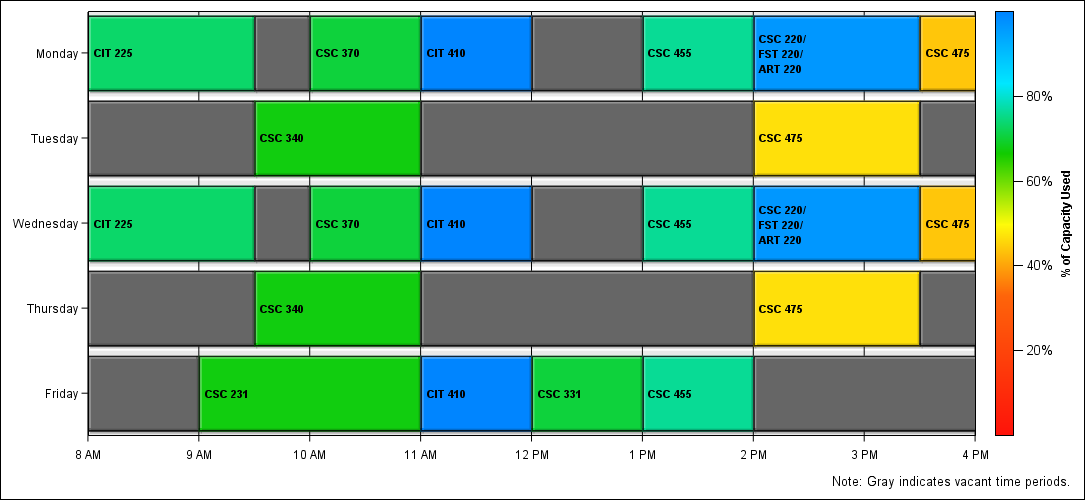 Monday
CIT 225
CSC 370
CIT 410
CSC 455
CSC 220/
FST 220/
ART 220
CSC 475
Tuesday
CSC 340
CSC 475
Wednesday
CIT 225
CSC 370
CIT 410
CSC 455
CSC 220/
FST 220/
ART 220
CSC 475
Thursday
CSC 340
CSC 475
Friday
CSC 231
CIT 410
CSC 331
CSC 455
8 AM
9 AM
10 AM
11 AM
12 PM
1 PM
2 PM
3 PM
4 PM
80%
60%
40%
20%
% of Capacity Used
Note: Gray indicates vacant time periods.